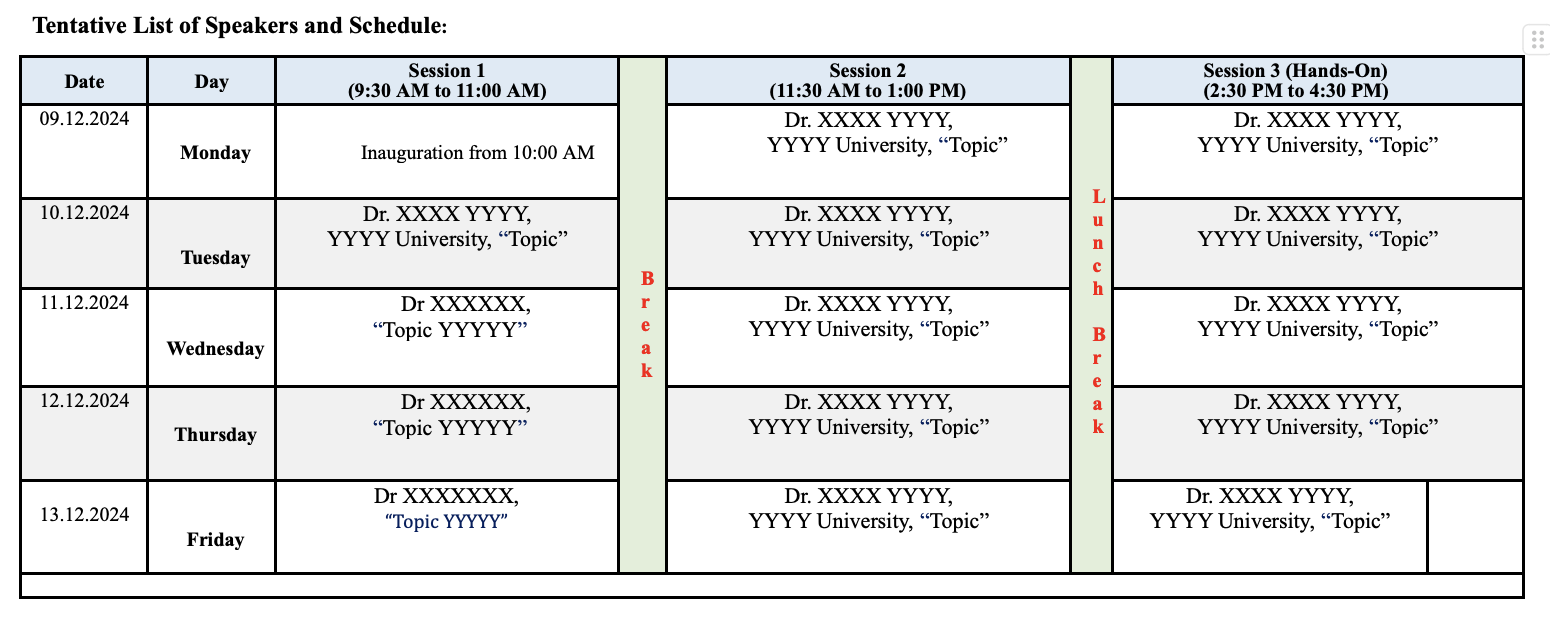 Tentative List of Speakers and Schedule:
Date
Day
Session 1
(9:30 AM to 11:00 AM)
Session 2
(11:30 AM to 1:00 PM)
Session 3 (Hands-On)
(2:30 PM to 4:30 PM)
Break
Lunch Break
09.12.2024
Monday
Inauguration from 10:00 AM
Dr. XXXX YYYY,
YYYY University, “Topic”
Dr. XXXX YYYY,
YYYY University, “Topic”
10.12.2024
Tuesday
Dr. XXXX YYYY,
YYYY University, “Topic”
Dr. XXXX YYYY,
YYYY University, “Topic”
Dr. XXXX YYYY,
YYYY University, “Topic”
11.12.2024
Wednesday
Dr XXXXXX,
“Topic YYYYY”
Dr. XXXX YYYY,
YYYY University, “Topic”
Dr. XXXX YYYY,
YYYY University, “Topic”
12.12.2024
Thursday
Dr XXXXXX,
“Topic YYYYY”
Dr. XXXX YYYY,
YYYY University, “Topic”
Dr. XXXX YYYY,
YYYY University, “Topic”
13.12.2024
Friday
Dr XXXXXXX,
“Topic YYYYY”
Dr. XXXX YYYY,
YYYY University, “Topic”
Dr. XXXX YYYY,
YYYY University, “Topic”